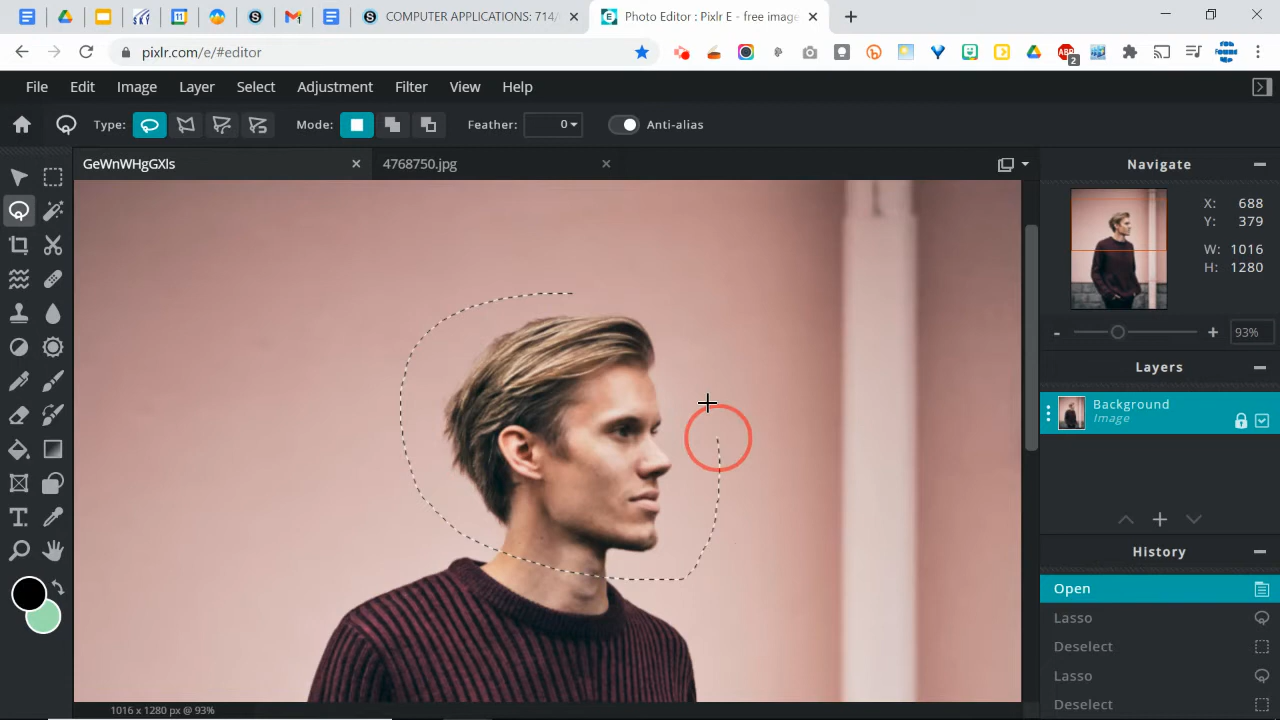 COMPUTER APPLICATIONS: 714/
Photo Editor : Pixlr E - free image
pixlr.com/e/#editor
2
File Edit Image Layer Select Adjustment Filter View Help
Type: Mode: Feather: 0 Anti-alias
GeWnWHgGXIs
4768750.jpg
Navigate
X: 688
Y: 379
W: 1016
H: 1280
- + 93%
Layers
Background
Image
History
Open
Lasso
Deselect
Lasso
Deselect
1016 x 1280 px @ 93%